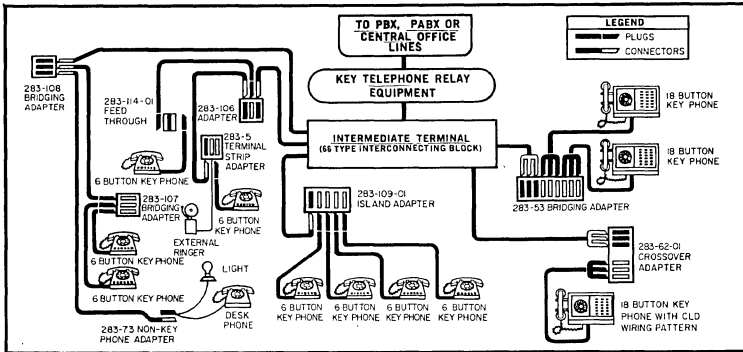 TO PBX, PABX OR
CENTRAL OFFICE
LINES
LEGEND
PLUGS
CONNECTORS
KEY TELEPHONE RELAY
EQUIPMENT
INTERMEDIATE TERMINAL
(66 TYPE INTERCONNECTING BLOCK)
283-108
BRIDGING
ADAPTER
283-114-01
FEED
THROUGH
283-106
ADAPTER
283-5
TERMINAL
STRIP
ADAPTER
6 BUTTON KEY PHONE
283-107
BRIDGING
ADAPTER
6 BUTTON
KEY PHONE
EXTERNAL
RINGER
6 BUTTON KEY PHONE
6 BUTTON KEY PHONE
LIGHT
DESK
PHONE
283-73 NON-KEY
PHONE ADAPTER
283-109-01
ISLAND ADAPTER
6 BUTTON
KEY PHONE
6 BUTTON
KEY PHONE
6 BUTTON
KEY PHONE
6 BUTTON
KEY PHONE
18 BUTTON
KEY PHONE
18 BUTTON
KEY PHONE
283-53 BRIDGING ADAPTER
283-62-01
CROSSOVER
ADAPTER
18 BUTTON KEY
PHONE WITH CLD
WIRING PATTERN